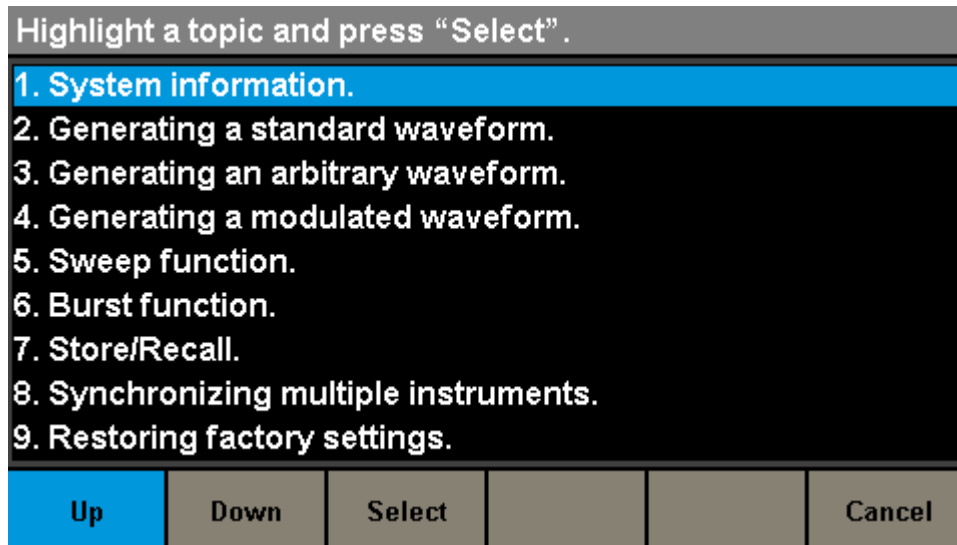 Highlight a topic and press “Select”.
1. System information.
2. Generating a standard waveform.
3. Generating an arbitrary waveform.
4. Generating a modulated waveform.
5. Sweep function.
6. Burst function.
7. Store/Recall.
8. Synchronizing multiple instruments.
9. Restoring factory settings.
Up Down Select Cancel